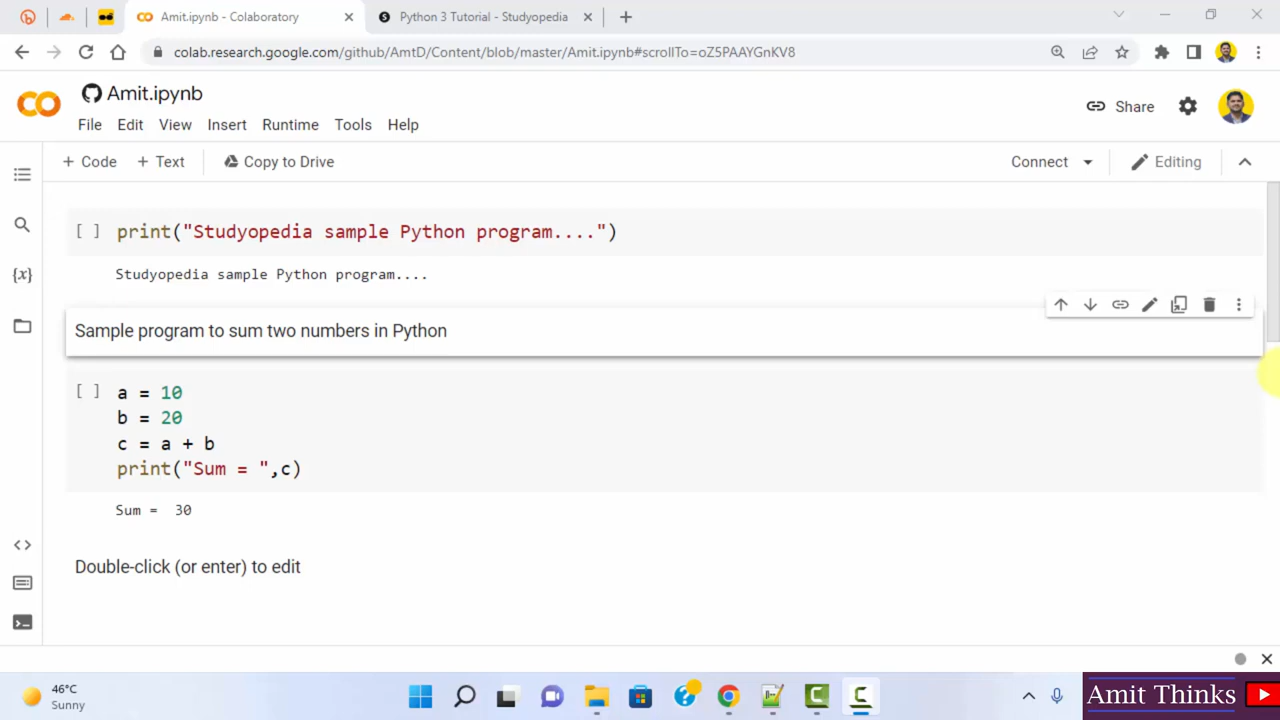 Amit.ipynb - Colaboratory
Python 3 Tutorial - Studyopedia
colab.research.google.com/github/AmtD/Content/blob/master/Amit.ipynb#scrollTo=oZ5PAAYGnKV8
Amit.ipynb
Share
File Edit View Insert Runtime Tools Help
+ Code + Text Copy to Drive
Connect Editing
[ ] print("Studyopedia sample Python program....")
Studyopedia sample Python program....
Sample program to sum two numbers in Python
[ ] a = 10
b = 20
c = a + b
print("Sum = ",c)
Sum =  30
Double-click (or enter) to edit
46°C
Sunny
Amit Thinks